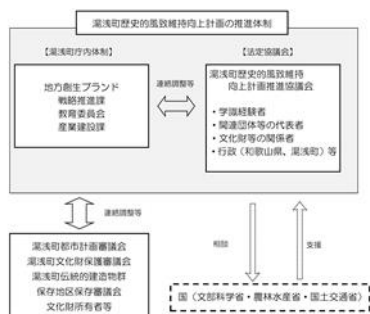 湯浅町歴史的風致維持向上計画の推進体制
【湯浅町庁内体制】
地方創生ブランド
戦略推進課
教育委員会
産業建設課
連絡調整等
【法定協議会】
湯浅町歴史的風致維持
向上計画推進協議会
・学識経験者
・関連団体等の代表者
・文化財等の関係者
・行政（和歌山県、湯浅町）等
連絡調整等
湯浅町都市計画審議会
湯浅町文化財保護審議会
湯浅町伝統的建造物群
保存地区保存審議会
文化財所有者等
相談
支援
国（文部科学省・農林水産省・国土交通省）